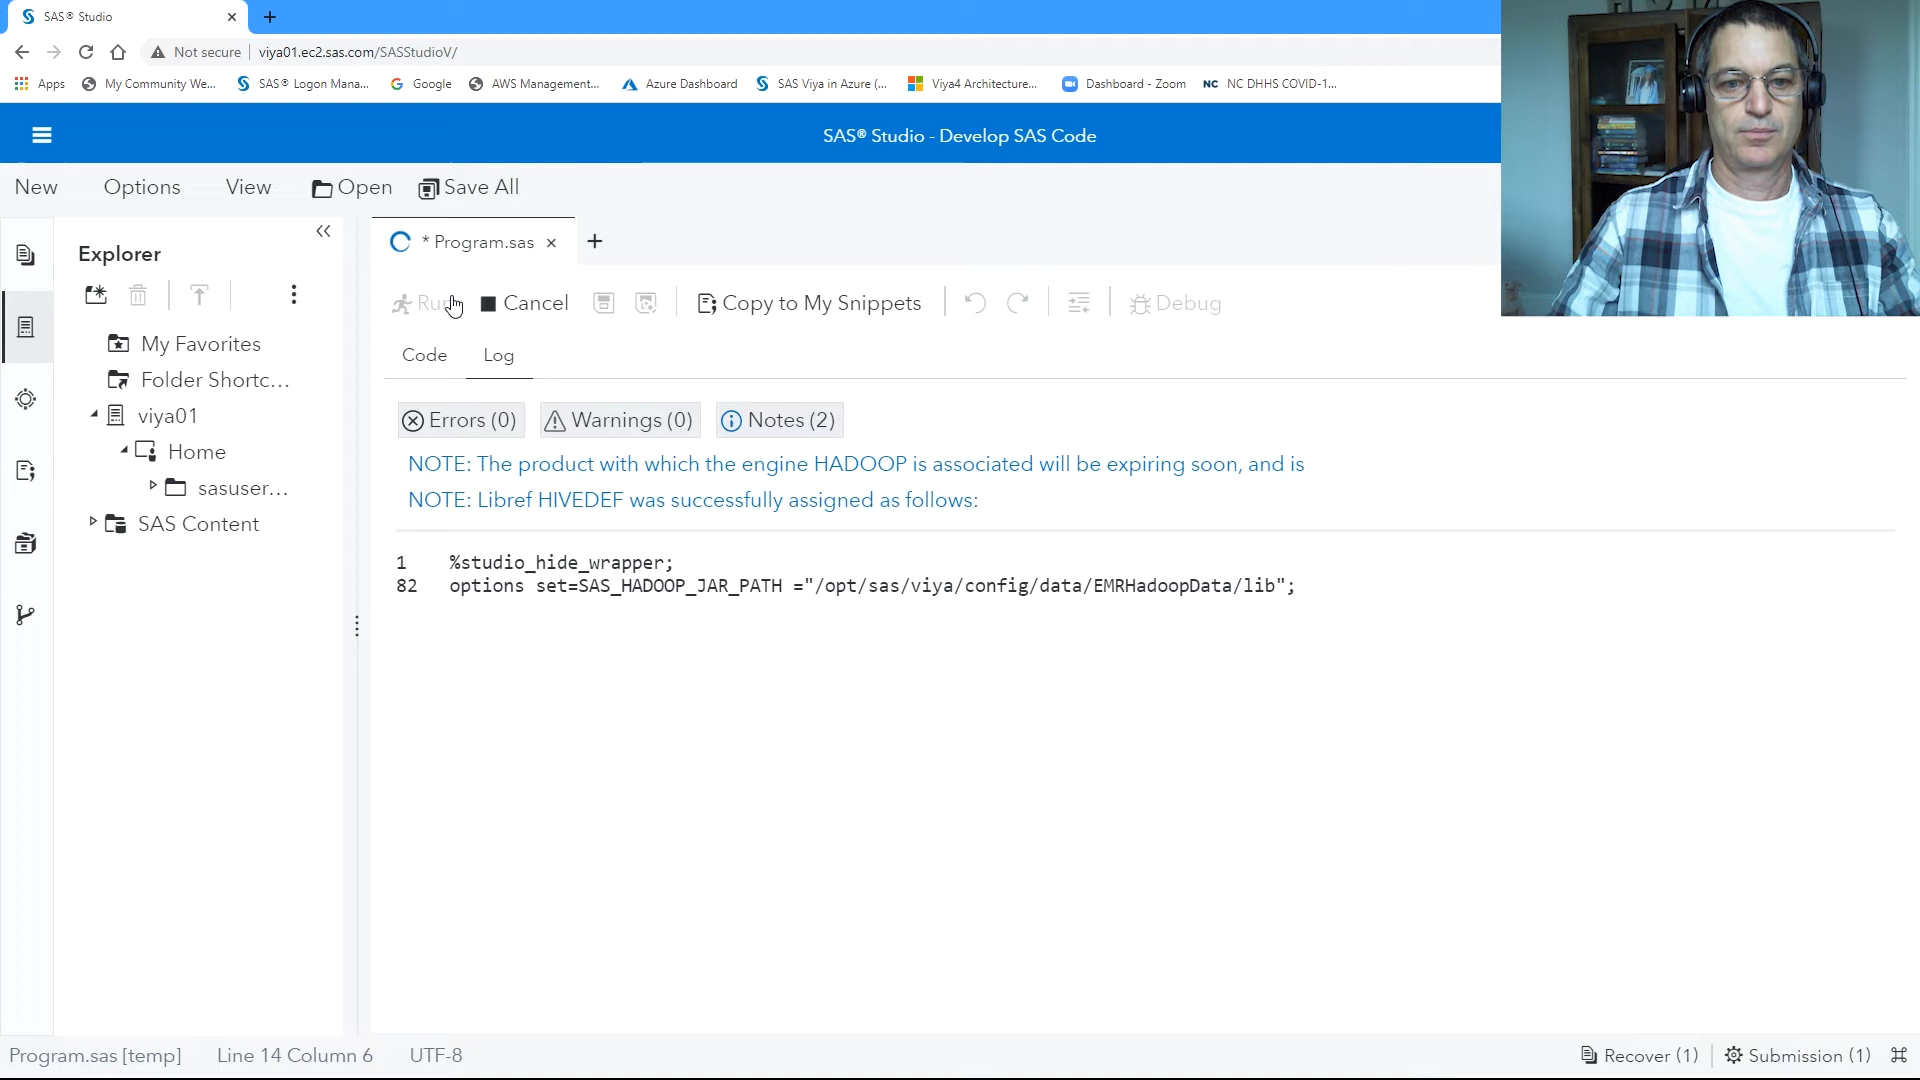 SAS® Studio
Not secure viya01.ec2.sas.com/SASStudioV/
Apps My Community We... SAS® Logon Mana... Google AWS Management... Azure Dashboard SAS Viya in Azure (... Viya4 Architecture... Dashboard - Zoom NC NC DHHS COVID-1...
SAS® Studio - Develop SAS Code
New Options View Open Save All
* Program.sas
Explorer
Cancel Copy to My Snippets Debug
My Favorites
Folder Shortc...
viya01
Home
sasuser...
SAS Content
Code Log
Errors (0) Warnings (0) Notes (2)
NOTE: The product with which the engine HADOOP is associated will be expiring soon, and is
NOTE: Libref HIVEDEF was successfully assigned as follows:
1 %studio_hide_wrapper;
82 options set=SAS_HADOOP_JAR_PATH ="/opt/sas/viya/config/data/EMRHadoopData/lib";
Program.sas [temp] Line 14 Column 6 UTF-8
Recover (1) Submission (1)